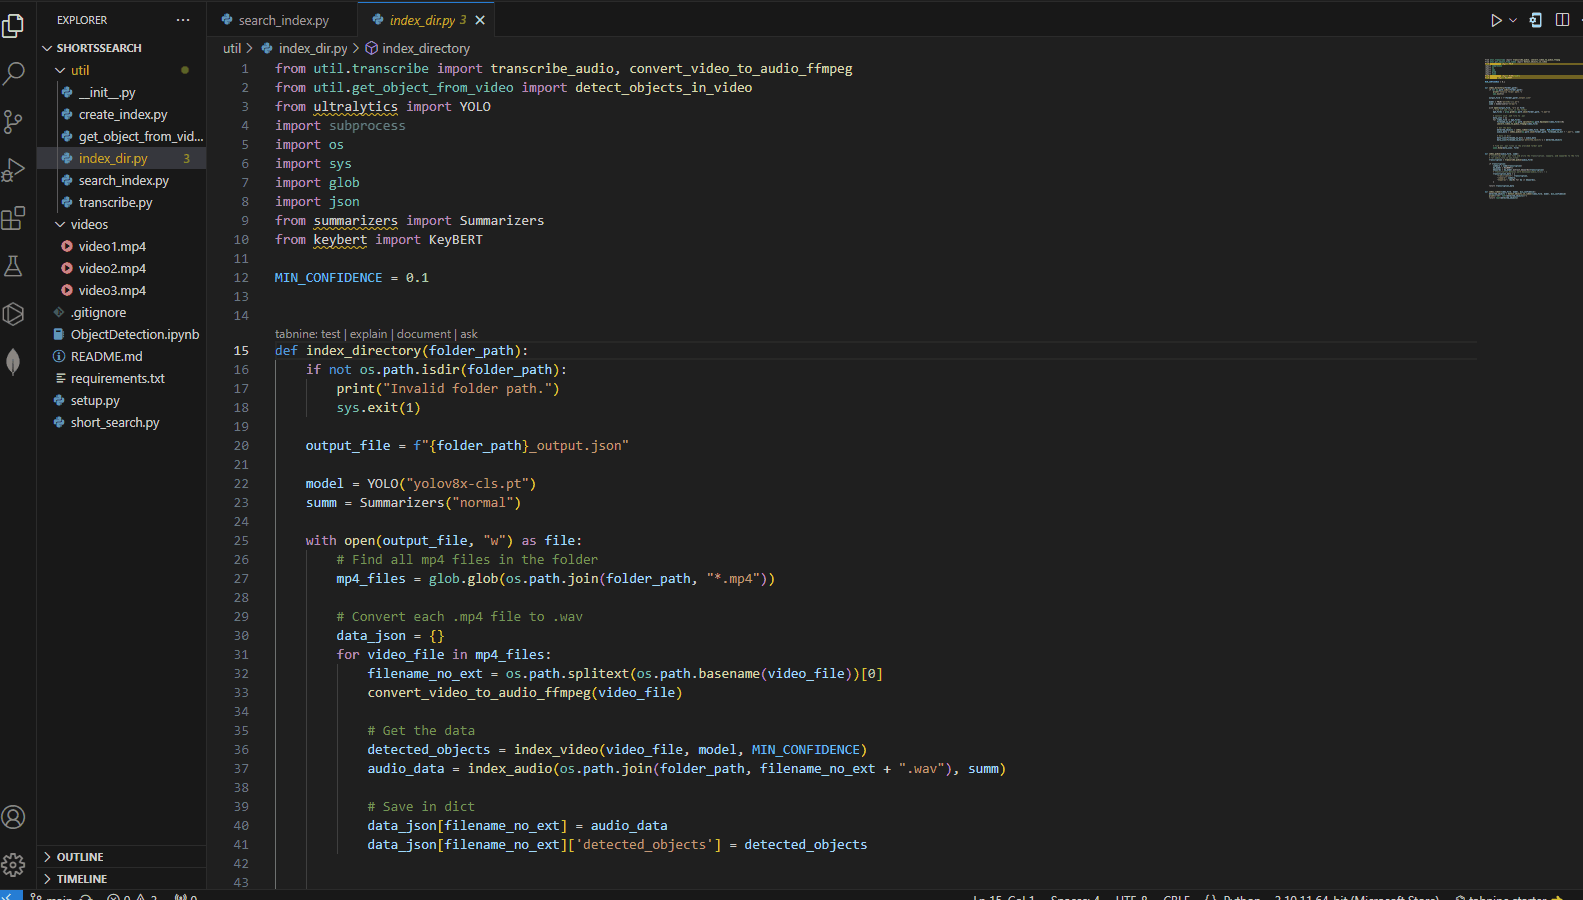 EXPLORER
SHORTSSEARCH
util
__init__.py
create_index.py
get_object_from_vid...
index_dir.py 3
search_index.py
transcribe.py
videos
video1.mp4
video2.mp4
video3.mp4
.gitignore
ObjectDetection.ipynb
README.md
requirements.txt
setup.py
short_search.py
OUTLINE
TIMELINE
search_index.py
index_dir.py 3
util > index_dir.py > index_directory
1 from util.transcribe import transcribe_audio, convert_video_to_audio_ffmpeg
2 from util.get_object_from_video import detect_objects_in_video
3 from ultralytics import YOLO
4 import subprocess
5 import os
6 import sys
7 import glob
8 import json
9 from summarizers import Summarizers
10 from keybert import KeyBERT
11
12 MIN_CONFIDENCE = 0.1
13
14
tabnine: test | explain | document | ask
15 def index_directory(folder_path):
16     if not os.path.isdir(folder_path):
17         print("Invalid folder path.")
18         sys.exit(1)
19
20     output_file = f"{folder_path}_output.json"
21
22     model = YOLO("yolov8x-cls.pt")
23     summ = Summarizers("normal")
24
25     with open(output_file, "w") as file:
26         # Find all mp4 files in the folder
27         mp4_files = glob.glob(os.path.join(folder_path, "*.mp4"))
28
29         # Convert each .mp4 file to .wav
30         data_json = {}
31         for video_file in mp4_files:
32             filename_no_ext = os.path.splitext(os.path.basename(video_file))[0]
33             convert_video_to_audio_ffmpeg(video_file)
34
35             # Get the data
36             detected_objects = index_video(video_file, model, MIN_CONFIDENCE)
37             audio_data = index_audio(os.path.join(folder_path, filename_no_ext + ".wav"), summ)
38
39             # Save in dict
40             data_json[filename_no_ext] = audio_data
41             data_json[filename_no_ext]['detected_objects'] = detected_objects
42
43
main
Ln 15, Col 1 Spaces: 4 UTF-8 CRLF Python 3.10.11 64-bit (Microsoft Store) tabnine starter